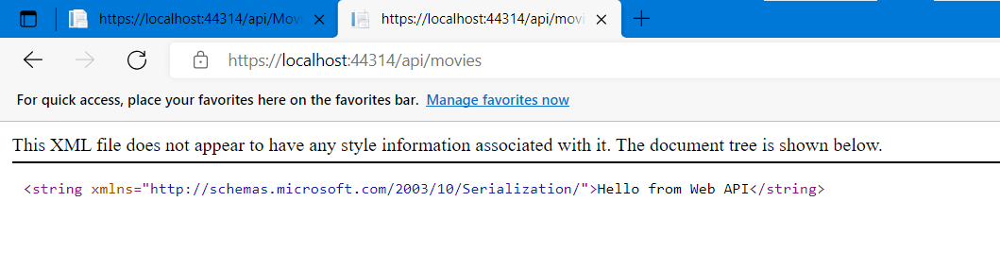 https://localhost:44314/api/Movi https://localhost:44314/api/movi
https://localhost:44314/api/movies
For quick access, place your favorites here on the favorites bar. Manage favorites now
This XML file does not appear to have any style information associated with it. The document tree is shown below.
<string xmlns="http://schemas.microsoft.com/2003/10/Serialization/">Hello from Web API</string>